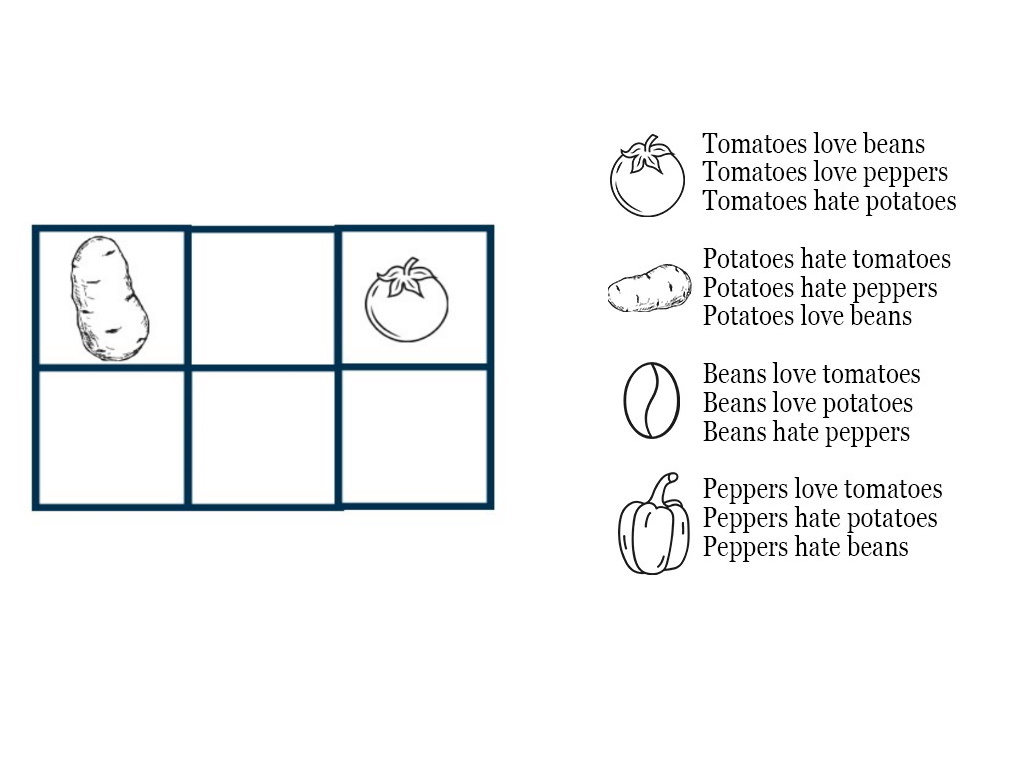 Tomatoes love beans
Tomatoes love peppers
Tomatoes hate potatoes
Potatoes hate tomatoes
Potatoes hate peppers
Potatoes love beans
Beans love tomatoes
Beans love potatoes
Beans hate peppers
Peppers love tomatoes
Peppers hate potatoes
Peppers hate beans